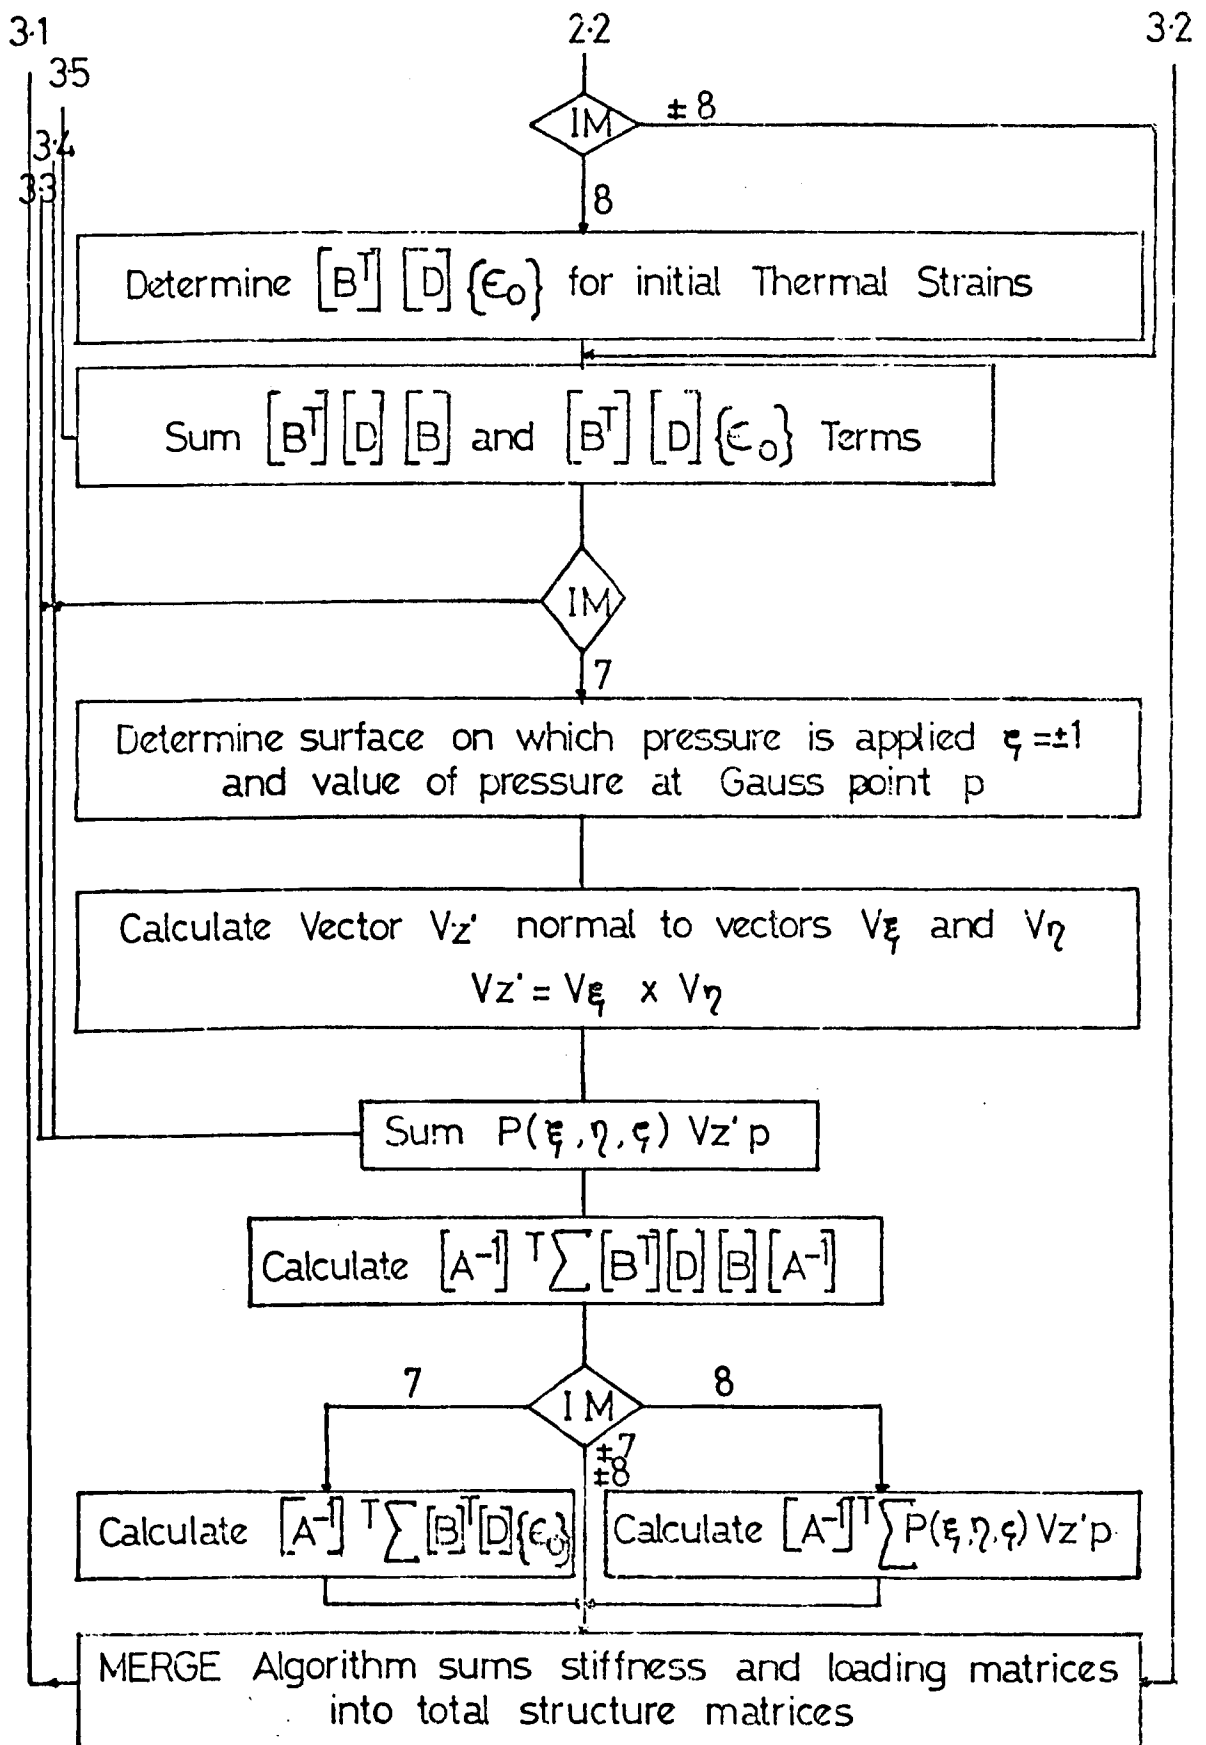 3·1
2·2
3·2
3·5
3·4
3·3
IM
± 8
8
Determine [Bᵀ] [D] {ϵ₀} for initial Thermal Strains
Sum [Bᵀ] [D] [B] and [Bᵀ] [D] {ϵ₀} Terms
IM
7
Determine surface on which pressure is applied ς = ±1
and value of pressure at Gauss point p
Calculate Vector Vz' normal to vectors Vξ and Vη
Vz' = Vξ x Vη
Sum P(ξ, η, ς) Vz' p
Calculate [A⁻¹] ᵀ ∑ [Bᵀ] [D] [B] [A⁻¹]
7
IM
8
±7
±8
Calculate [A⁻¹] ᵀ ∑ [B]ᵀ [D] {ϵ₀}
Calculate [A⁻¹]ᵀ ∑ P(ξ, η, ς) Vz' p
MERGE Algorithm sums stiffness and loading matrices
into total structure matrices